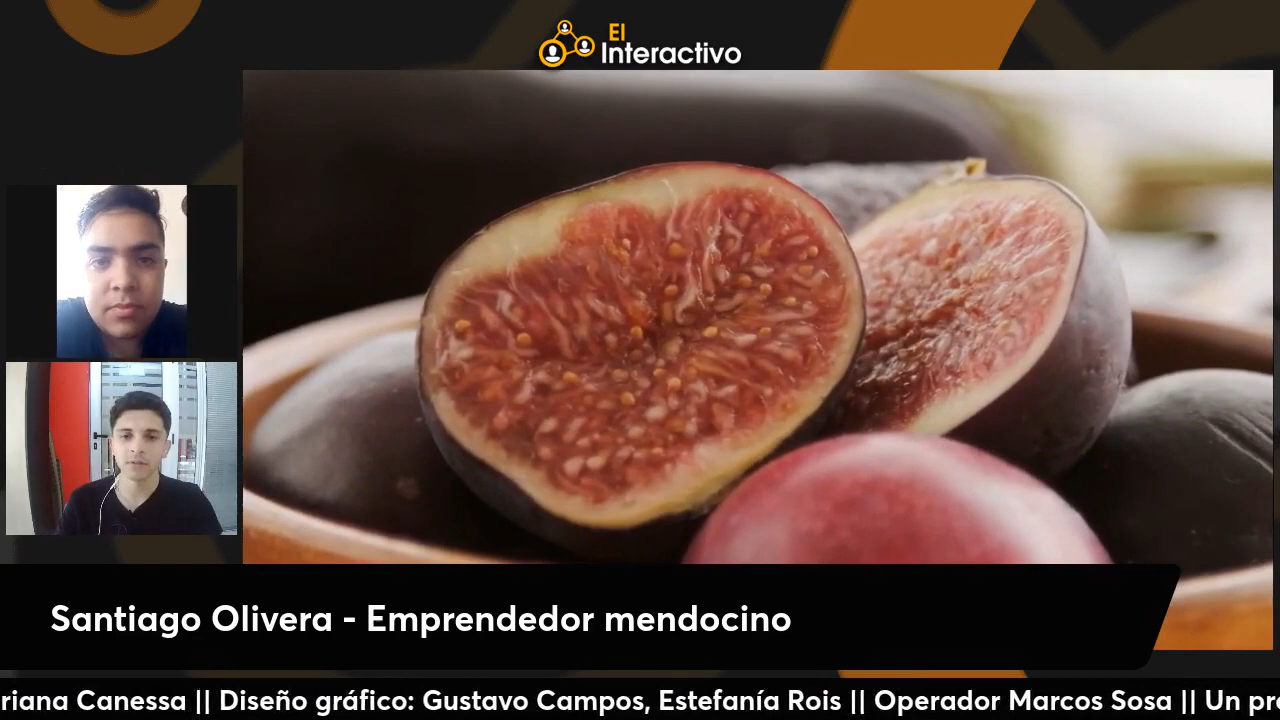 El
Interactivo
Santiago Olivera - Emprendedor mendocino
riana Canessa || Diseño gráfico: Gustavo Campos, Estefanía Rois || Operador Marcos Sosa || Un pr